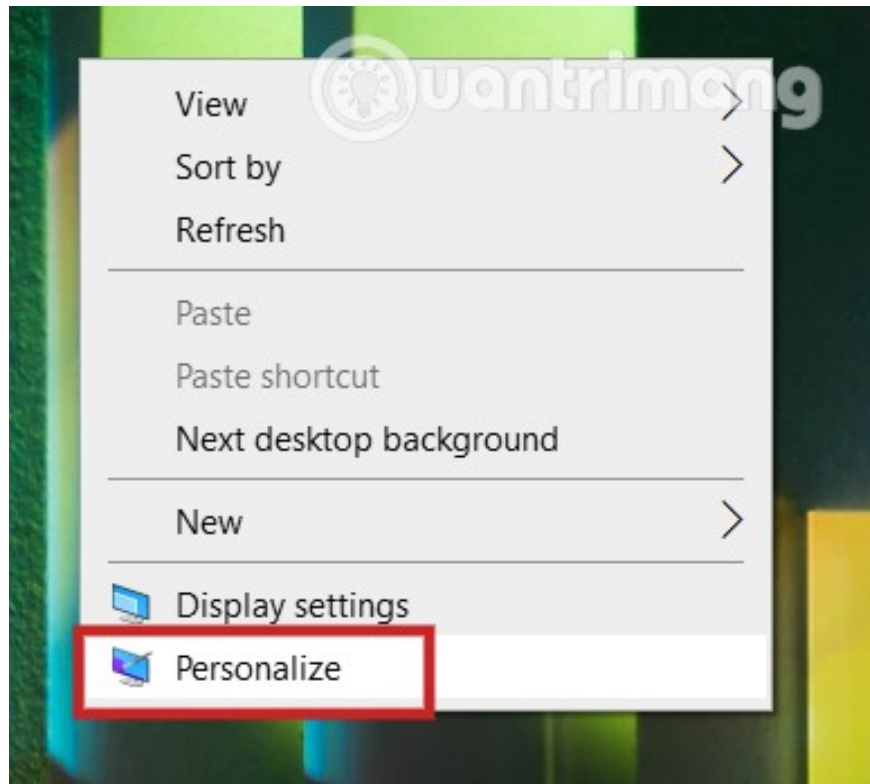 Quantrimang
View
Sort by
Refresh
Paste
Paste shortcut
Next desktop background
New
Display settings
Personalize